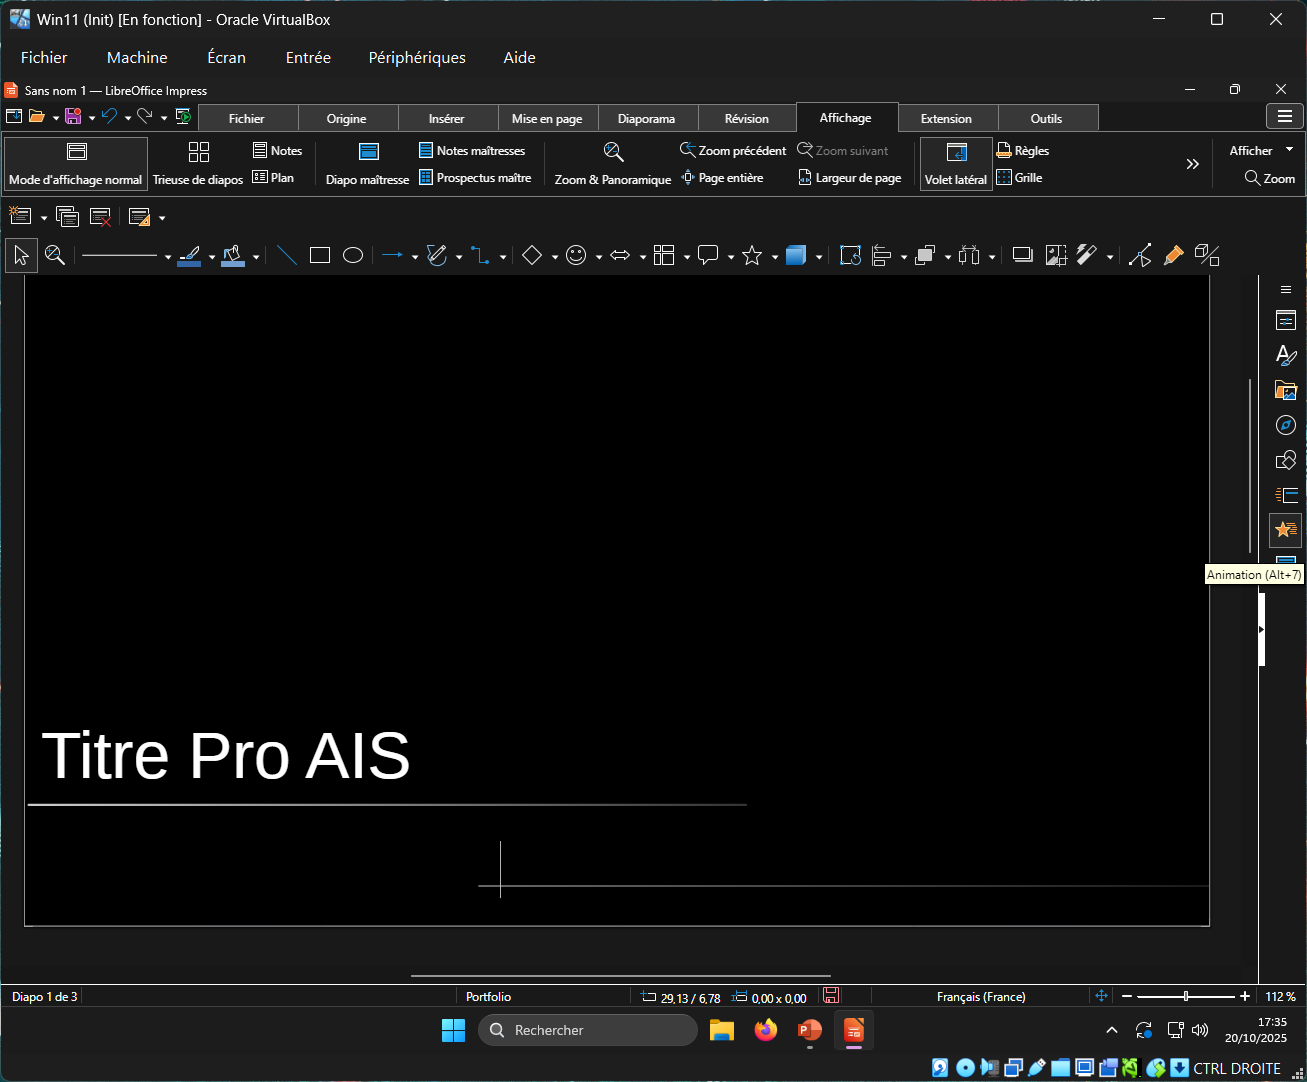 Win11 (Init) [En fonction] - Oracle VirtualBox
Fichier Machine Écran Entrée Périphériques Aide
Sans nom 1 — LibreOffice Impress
Fichier Origine Insérer Mise en page Diaporama Révision Affichage Extension Outils
Mode d'affichage normal
Trieuse de diapos
Notes
Plan
Diapo maîtresse
Notes maîtresses
Prospectus maître
Zoom & Panoramique
Zoom précédent
Page entière
Zoom suivant
Largeur de page
Volet latéral
Règles
Grille
Afficher
Zoom
Animation (Alt+7)
Titre Pro AIS
Diapo 1 de 3 Portfolio 29,13 / 6,78 0,00 x 0,00 Français (France) 112 %
Rechercher
17:35
20/10/2025
CTRL DROITE